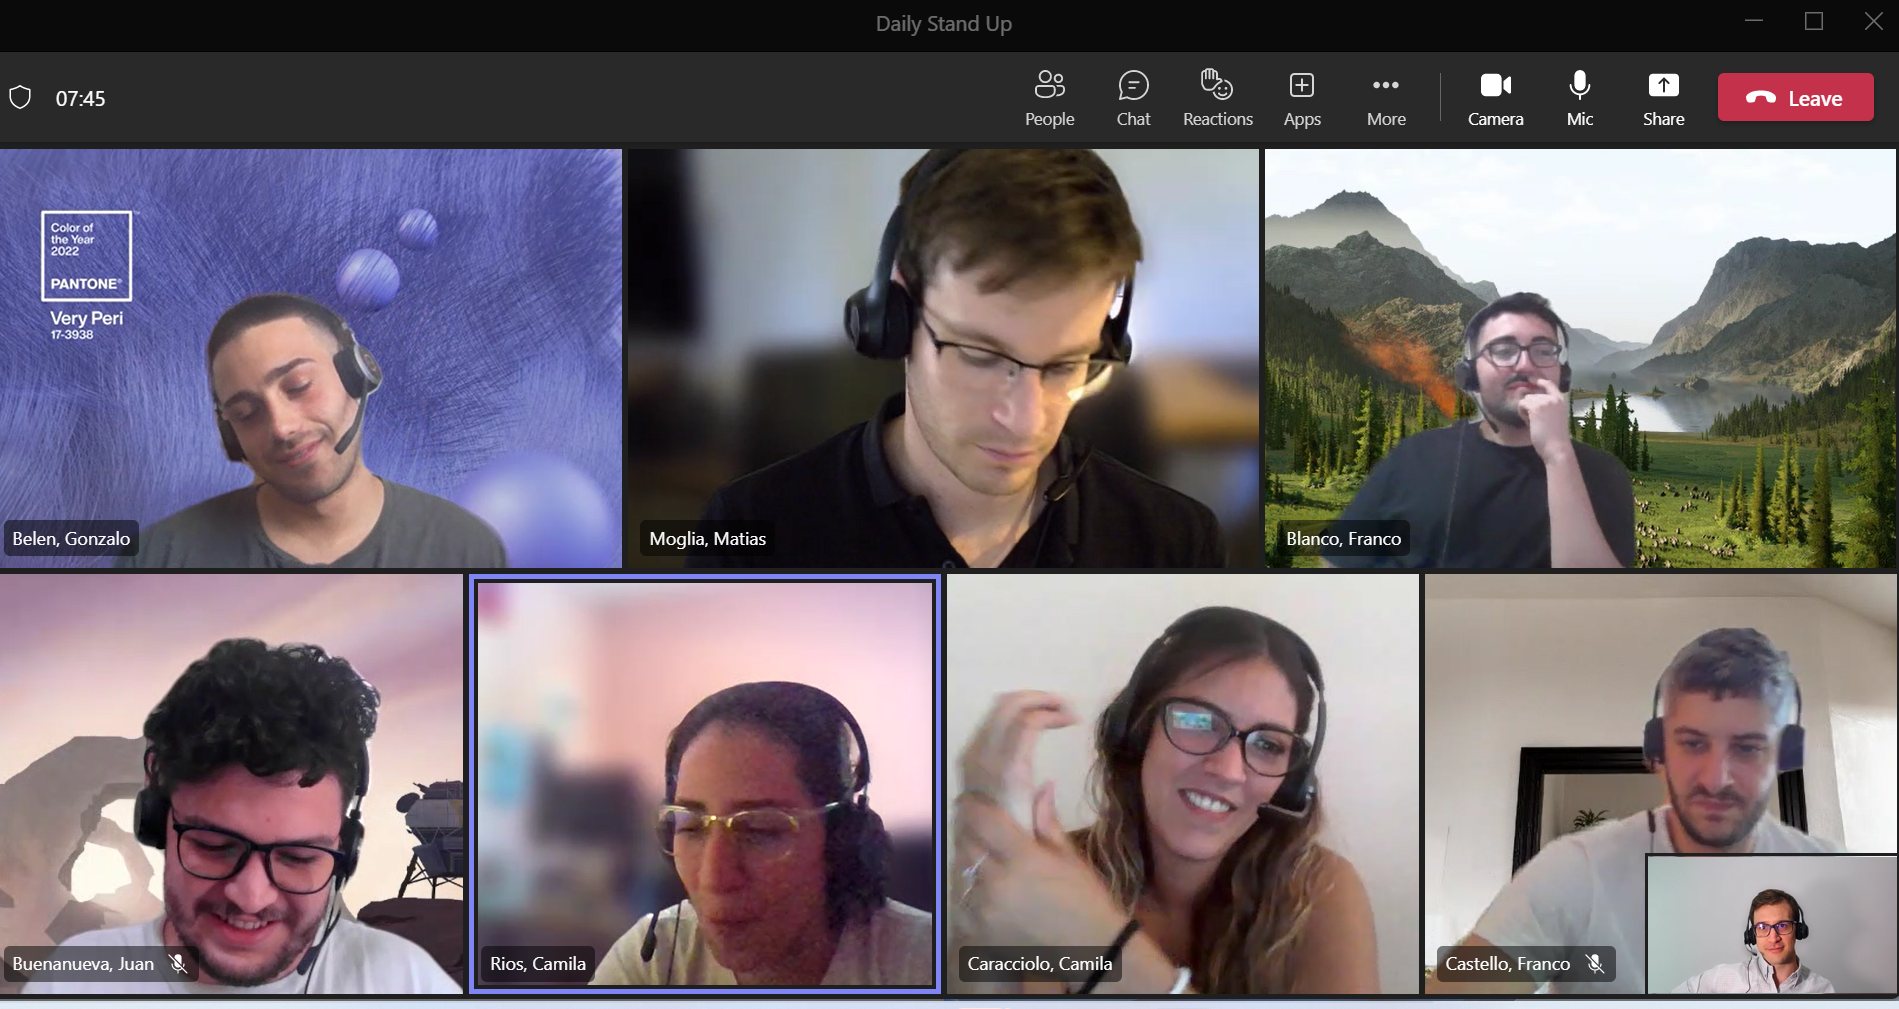 Daily Stand Up
07:45
People
Chat
Reactions
Apps
More
Camera
Mic
Share
Leave
Color of
the Year
2022
PANTONE®
Very Peri
17-3938
Belen, Gonzalo
Moglia, Matias
Blanco, Franco
Buenanueva, Juan
Rios, Camila
Caracciolo, Camila
Castello, Franco